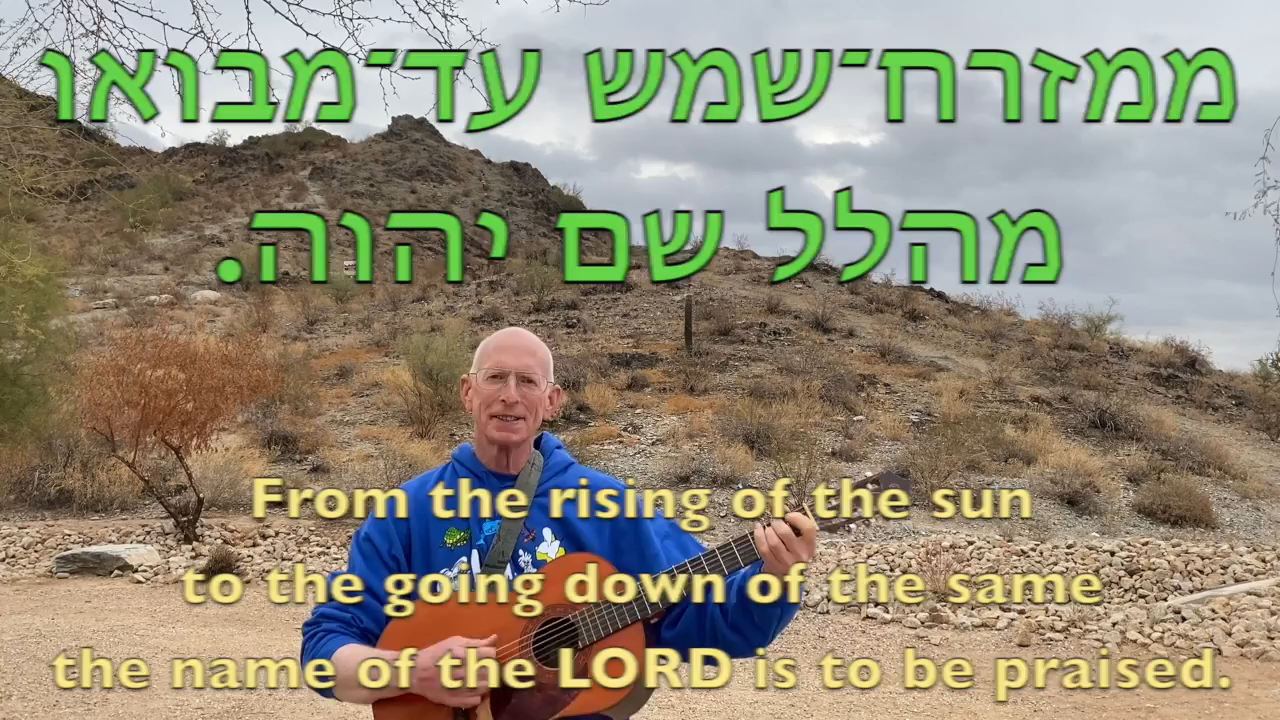 ממזרח־שמש עד־מבואו
מהלל שם יהוה.
From the rising of the sun
to the going down of the same
the name of the LORD is to be praised.